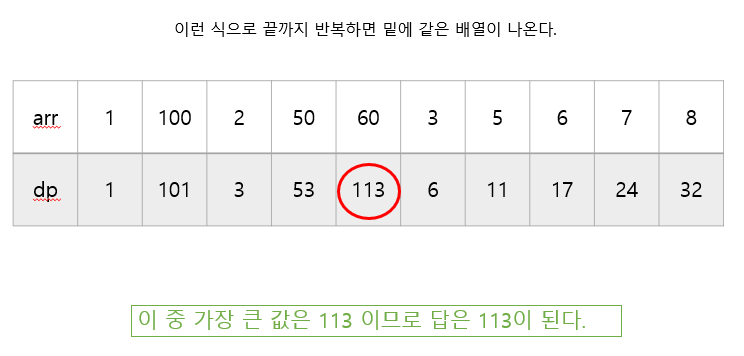 이런 식으로 끝까지 반복하면 밑에 같은 배열이 나온다.
arr 1 100 2 50 60 3 5 6 7 8
dp 1 101 3 53 113 6 11 17 24 32
이 중 가장 큰 값은 113 이므로 답은 113이 된다.